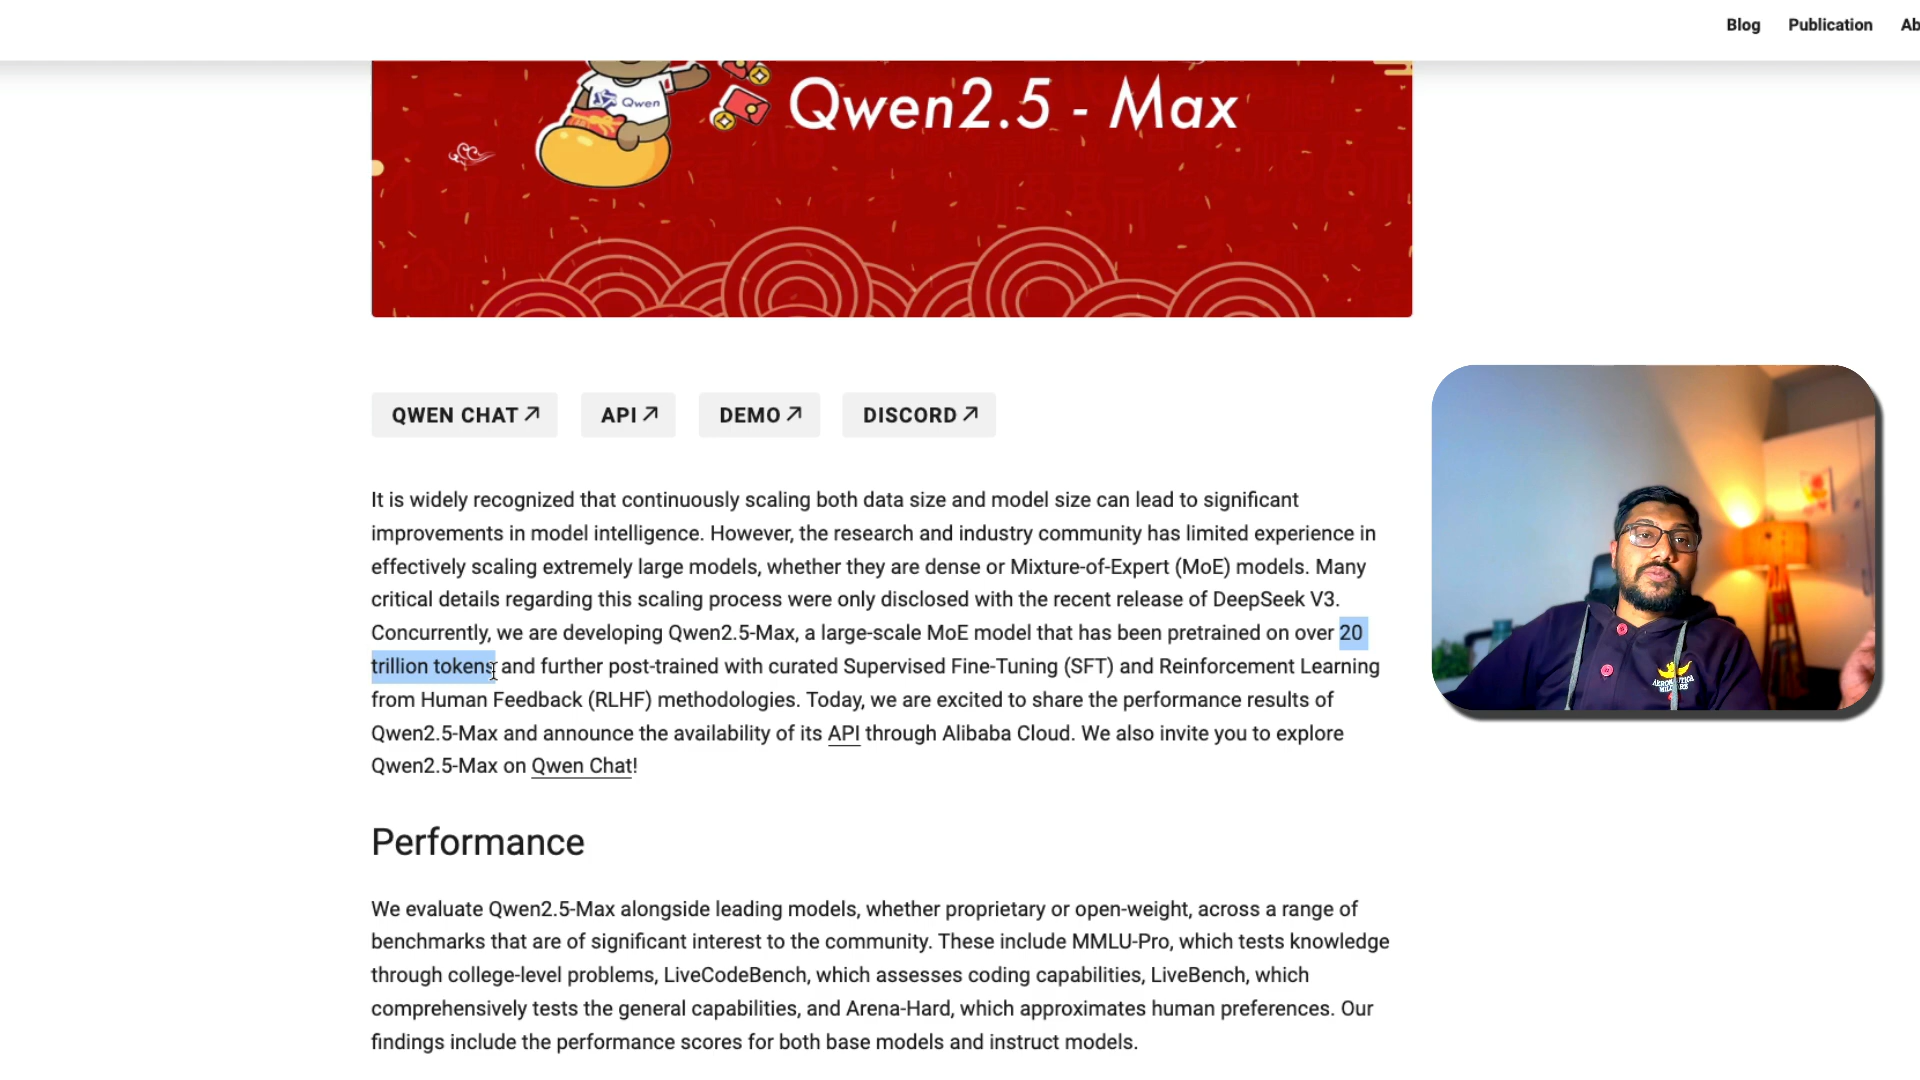 Blog Publication Ab
Qwen
Qwen2.5 - Max
QWEN CHAT API DEMO DISCORD
It is widely recognized that continuously scaling both data size and model size can lead to significant
improvements in model intelligence. However, the research and industry community has limited experience in
effectively scaling extremely large models, whether they are dense or Mixture-of-Expert (MoE) models. Many
critical details regarding this scaling process were only disclosed with the recent release of DeepSeek V3.
Concurrently, we are developing Qwen2.5-Max, a large-scale MoE model that has been pretrained on over 20
trillion tokens and further post-trained with curated Supervised Fine-Tuning (SFT) and Reinforcement Learning
from Human Feedback (RLHF) methodologies. Today, we are excited to share the performance results of
Qwen2.5-Max and announce the availability of its API through Alibaba Cloud. We also invite you to explore
Qwen2.5-Max on Qwen Chat!
Performance
We evaluate Qwen2.5-Max alongside leading models, whether proprietary or open-weight, across a range of
benchmarks that are of significant interest to the community. These include MMLU-Pro, which tests knowledge
through college-level problems, LiveCodeBench, which assesses coding capabilities, LiveBench, which
comprehensively tests the general capabilities, and Arena-Hard, which approximates human preferences. Our
findings include the performance scores for both base models and instruct models.